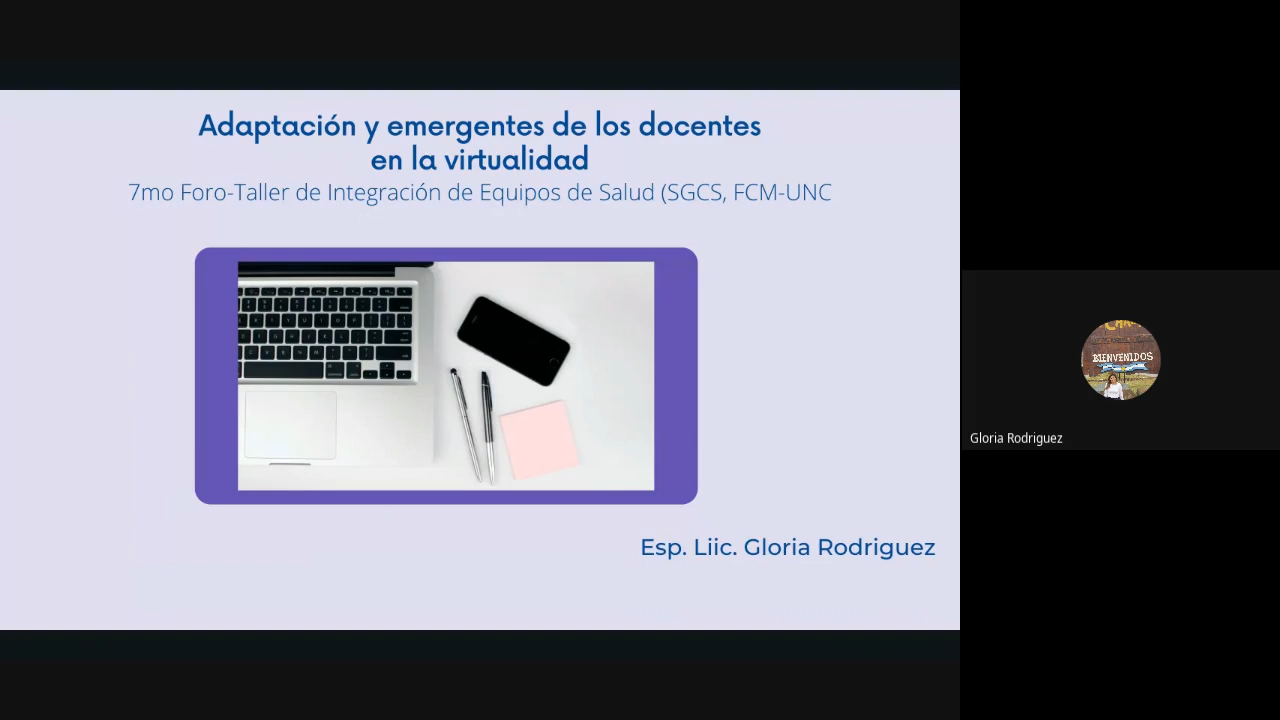 Adaptación y emergentes de los docentes
en la virtualidad
7mo Foro-Taller de Integración de Equipos de Salud (SGCS, FCM-UNC
BIENVENIDOS
Gloria Rodriguez
Esp. Liic. Gloria Rodriguez